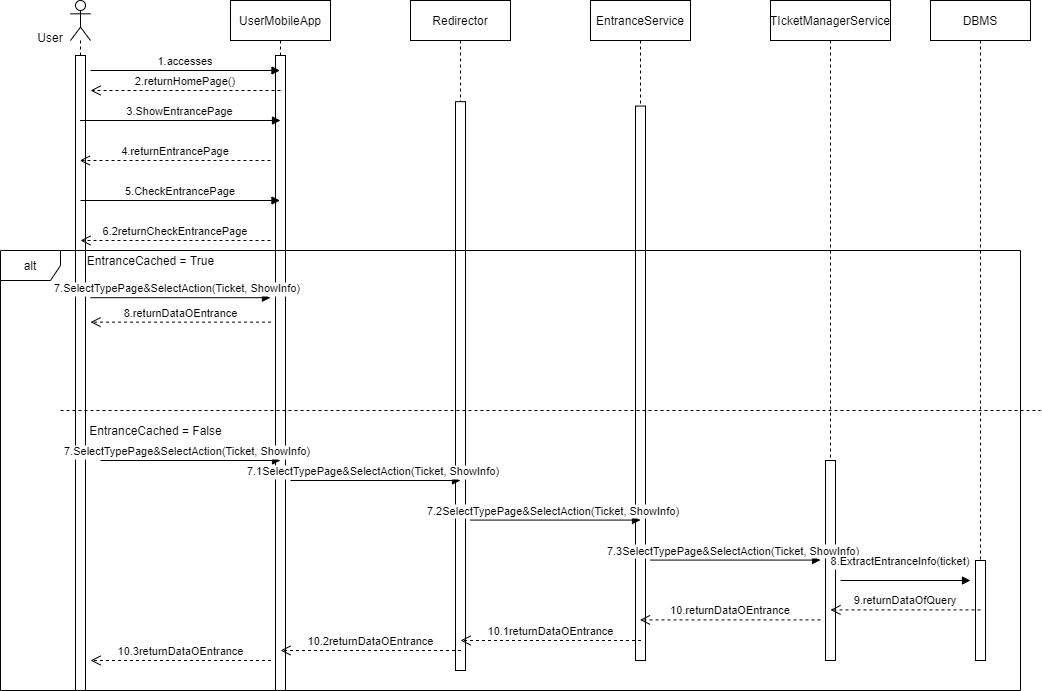 User
UserMobileApp
Redirector
EntranceService
TIcketManagerService
DBMS
1.accesses
2.returnHomePage()
3.ShowEntrancePage
4.returnEntrancePage
5.CheckEntrancePage
6.2returnCheckEntrancePage
alt
EntranceCached = True
7.SelectTypePage&SelectAction(Ticket, ShowInfo)
8.returnDataOEntrance
EntranceCached = False
7.SelectTypePage&SelectAction(Ticket, ShowInfo)
7.1SelectTypePage&SelectAction(Ticket, ShowInfo)
7.2SelectTypePage&SelectAction(Ticket, ShowInfo)
7.3SelectTypePage&SelectAction(Ticket, ShowInfo)
8.ExtractEntranceInfo(ticket)
9.returnDataOfQuery
10.returnDataOEntrance
10.1returnDataOEntrance
10.2returnDataOEntrance
10.3returnDataOEntrance